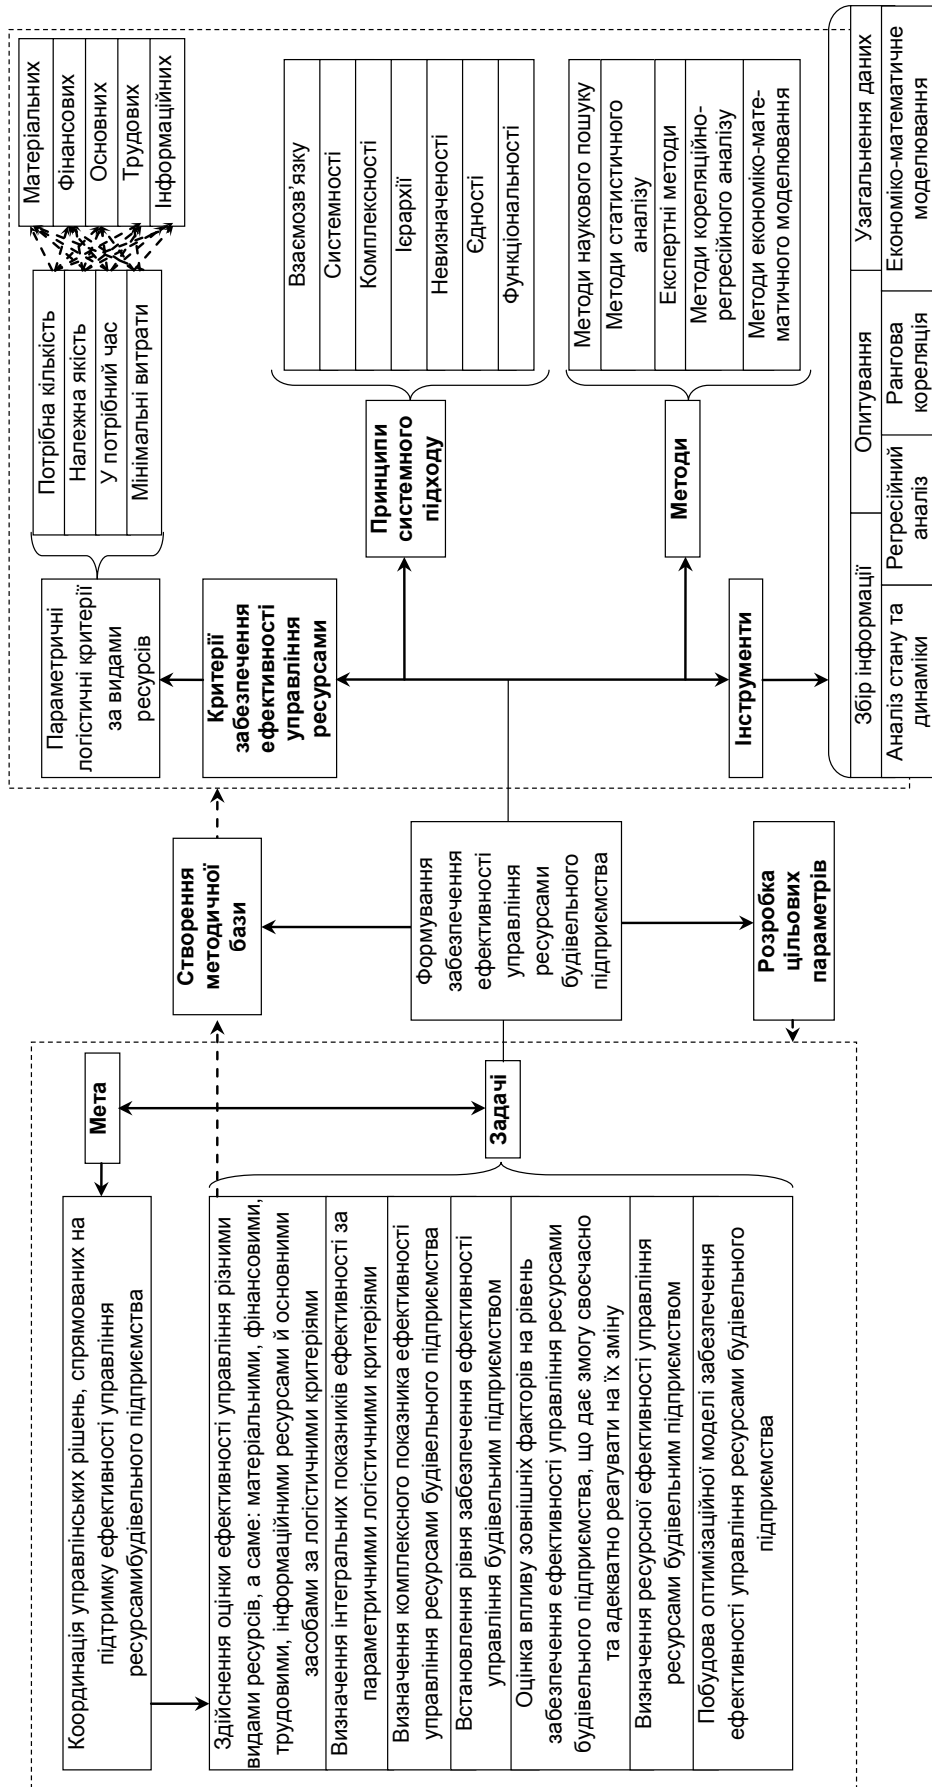 Мета
Координація управлінських рішень, спрямованих на
підтримку ефективності управління
ресурсамибудівельного підприємства
Здійснення оцінки ефективності управління різними
видами ресурсів, а саме: матеріальними, фінансовими,
трудовими, інформаційними ресурсами й основними
засобами за логістичними критеріями
Визначення інтегральних показників ефективності за
параметричними логістичними критеріями
Визначення комплексного показника ефективності
управління ресурсами будівельного підприємства
Встановлення рівня забезпечення ефективності
управління будівельним підприємством
Оцінка впливу зовнішніх факторів на рівень
забезпечення ефективності управління ресурсами
будівельного підприємства, що дає змогу своєчасно
та адекватно реагувати на їх зміну
Визначення ресурсної ефективності управління
ресурсами будівельним підприємством
Побудова оптимізаційної моделі забезпечення
ефективності управління ресурсами будівельного
підприємства
Задачі
Створення
методичної
бази
Формування
забезпечення
ефективності
управління
ресурсами
будівельного
підприємства
Розробка
цільових
параметрів
Параметричні
логістичні критерії
за видами
ресурсів
Потрібна кількість
Належна якість
У потрібний час
Мінімальні витрати
Матеріальних
Фінансових
Основних
Трудових
Інформаційних
Критерії
забезпечення
ефективності
управління
ресурсами
Принципи
системного
підходу
Взаємозв'язку
Системності
Комплексності
Ієрархії
Невизначеності
Єдності
Функціональності
Методи
Методи наукового пошуку
Методи статистичного
аналізу
Експертні методи
Методи кореляційно-
регресійного аналізу
Методи економіко-мате-
матичного моделювання
Інструменти
Збір інформації
Опитування
Узагальнення даних
Аналіз стану та
динаміки
Регресійний
аналіз
Рангова
кореляція
Економіко-математичне
моделювання